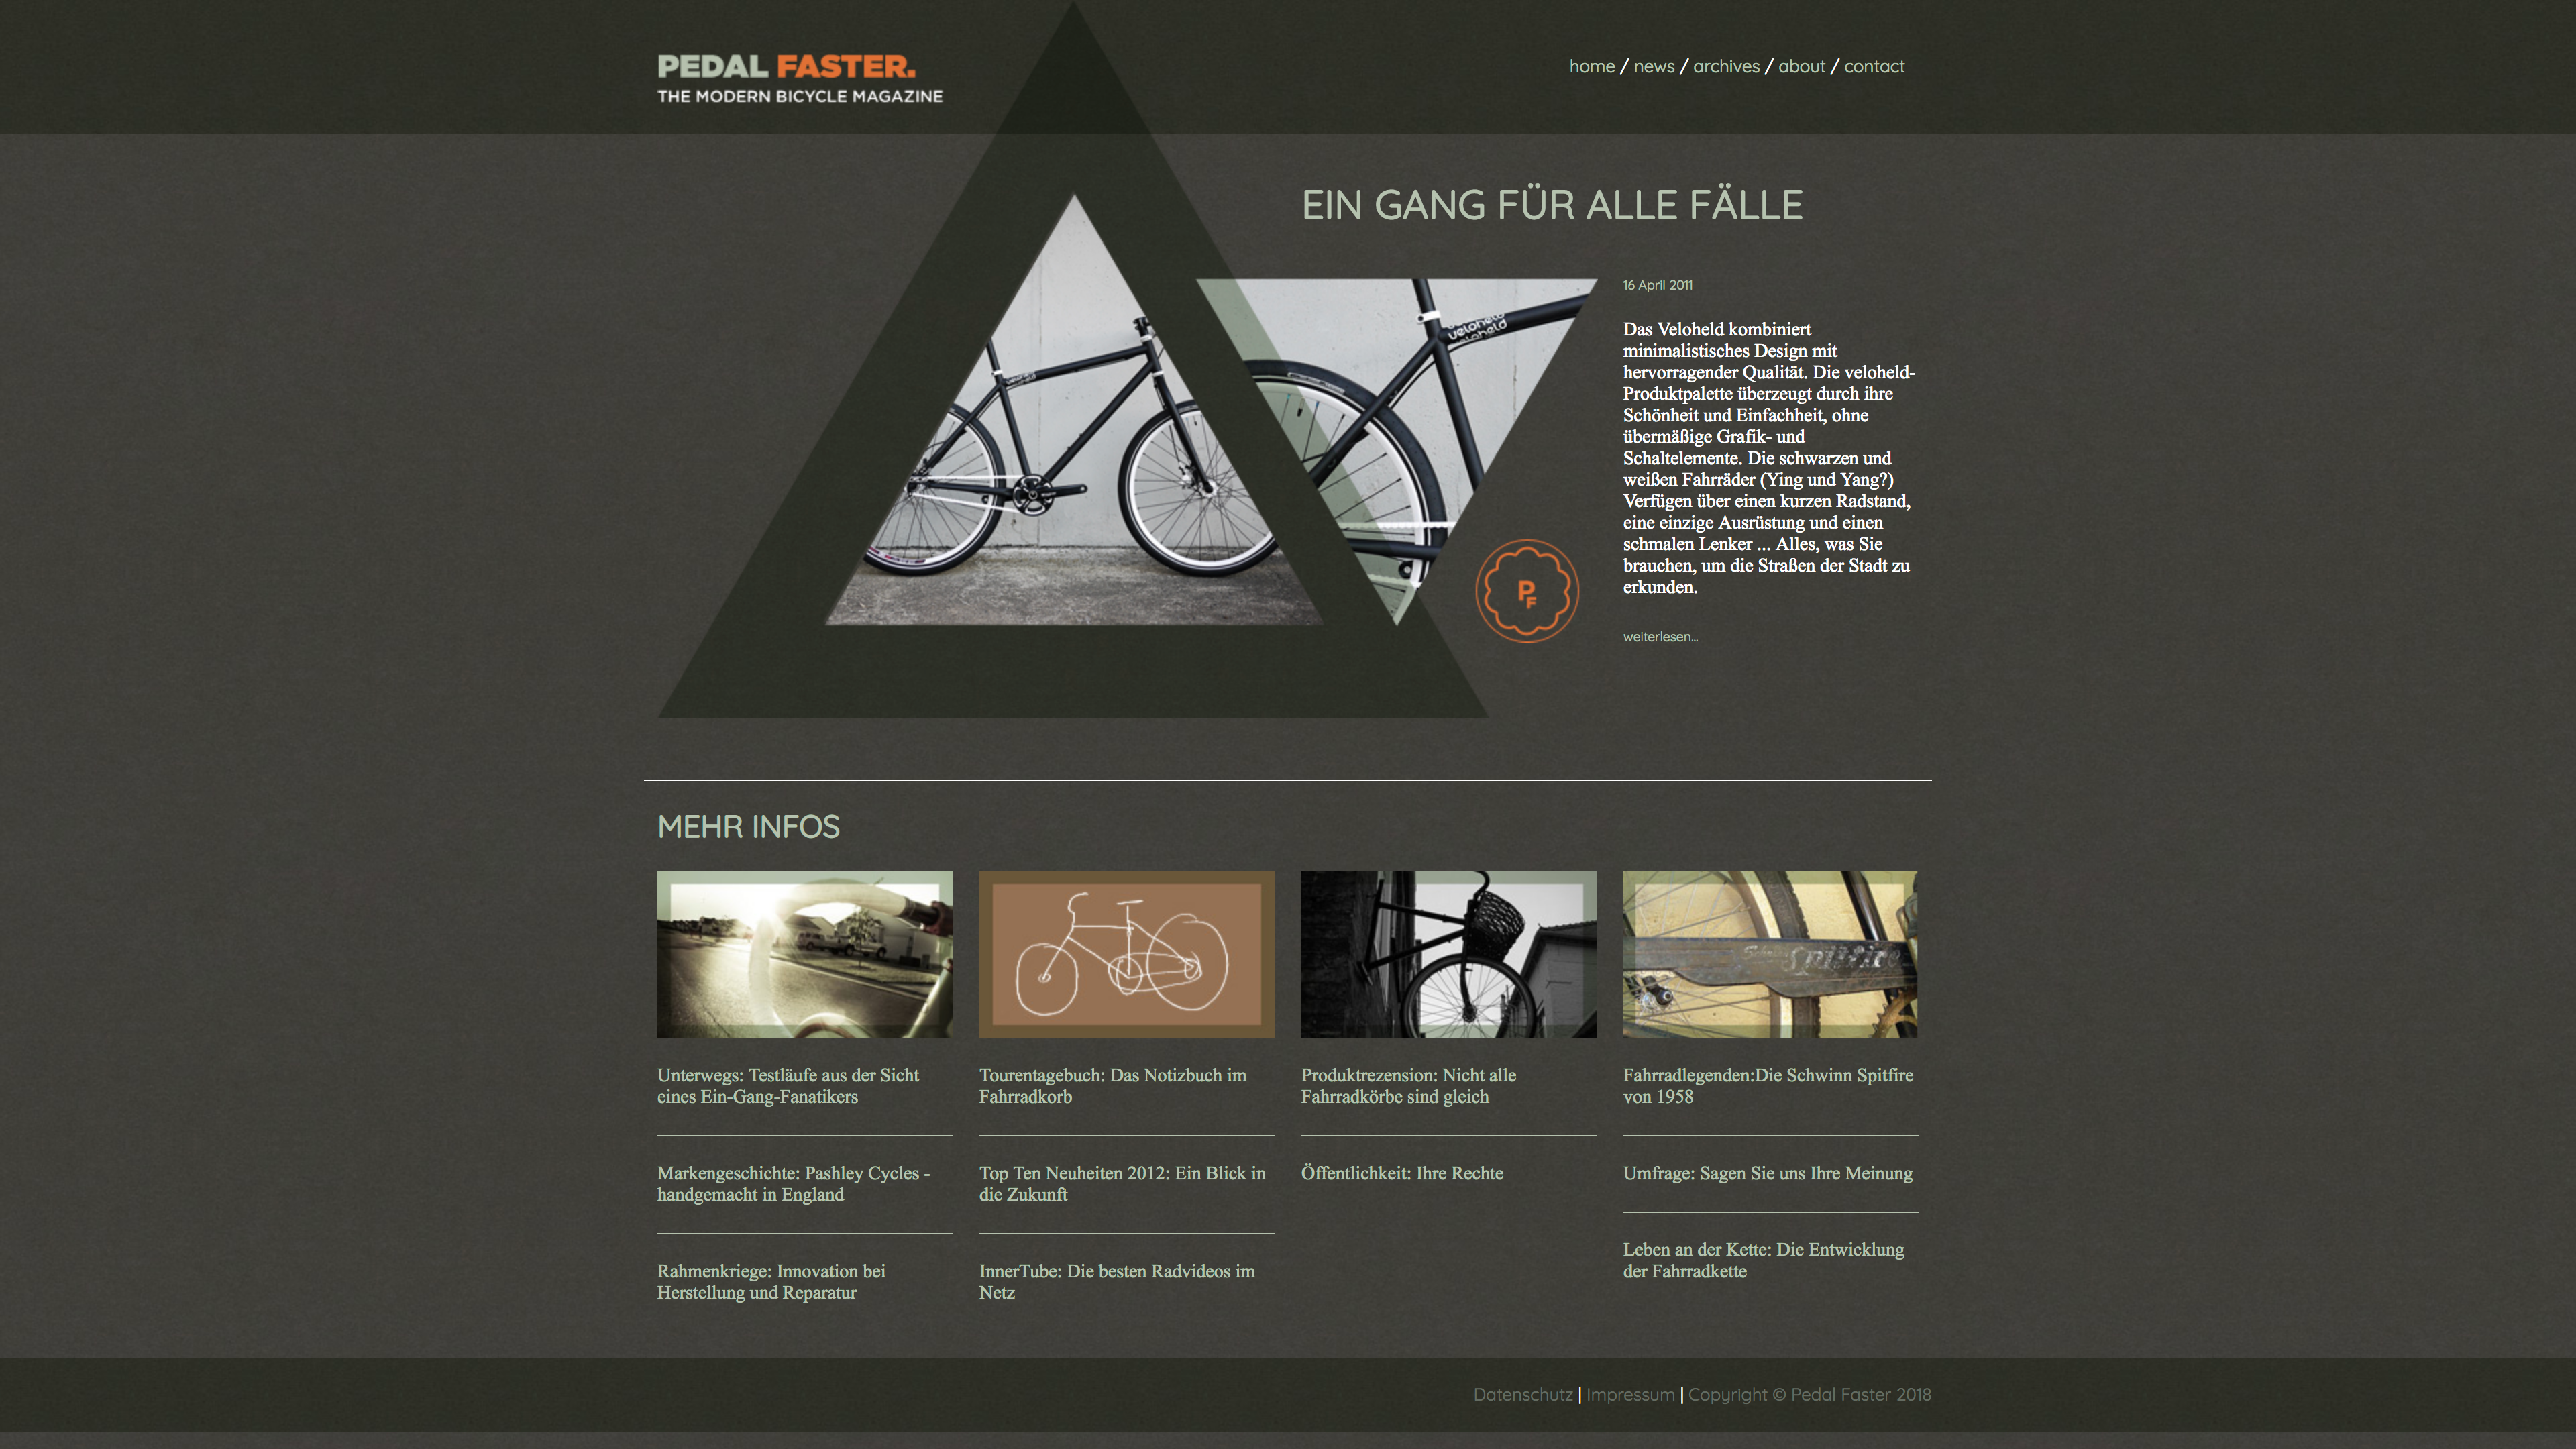 PEDAL FASTER.
THE MODERN BICYCLE MAGAZINE
home / news / archives / about / contact
EIN GANG FÜR ALLE FÄLLE
16 April 2011
Das Veloheld kombiniert
minimalistisches Design mit
hervorragender Qualität. Die veloheld-
Produktpalette überzeugt durch ihre
Schönheit und Einfachheit, ohne
übermäßige Grafik- und
Schaltelemente. Die schwarzen und
weißen Fahrräder (Ying und Yang?)
Verfügen über einen kurzen Radstand,
eine einzige Ausrüstung und einen
schmalen Lenker ... Alles, was Sie
brauchen, um die Straßen der Stadt zu
erkunden.
weiterlesen...
veloheld
veloheld
veloheld
PF
MEHR INFOS
Spitfire
Unterwegs: Testläufe aus der Sicht
eines Ein-Gang-Fanatikers
Markengeschichte: Pashley Cycles -
handgemacht in England
Rahmenkriege: Innovation bei
Herstellung und Reparatur
Tourentagebuch: Das Notizbuch im
Fahrradkorb
Top Ten Neuheiten 2012: Ein Blick in
die Zukunft
InnerTube: Die besten Radvideos im
Netz
Produktrezension: Nicht alle
Fahrradkörbe sind gleich
Öffentlichkeit: Ihre Rechte
Fahrradlegenden:Die Schwinn Spitfire
von 1958
Umfrage: Sagen Sie uns Ihre Meinung
Leben an der Kette: Die Entwicklung
der Fahrradkette
Datenschutz | Impressum | Copyright © Pedal Faster 2018